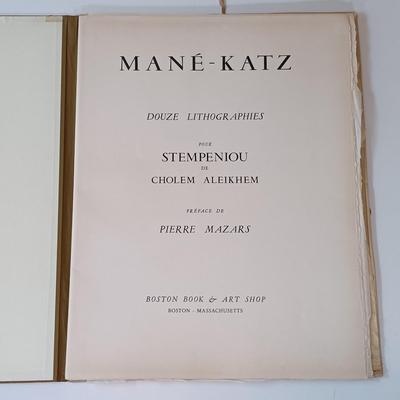 MANÉ-KATZ
DOUZE LITHOGRAPHIES
POUR
STEMPENIOU
DE
CHOLEM ALEIKHEM
PRÉFACE DE
PIERRE MAZARS
BOSTON BOOK & ART SHOP
BOSTON - MASSACHUSETTS